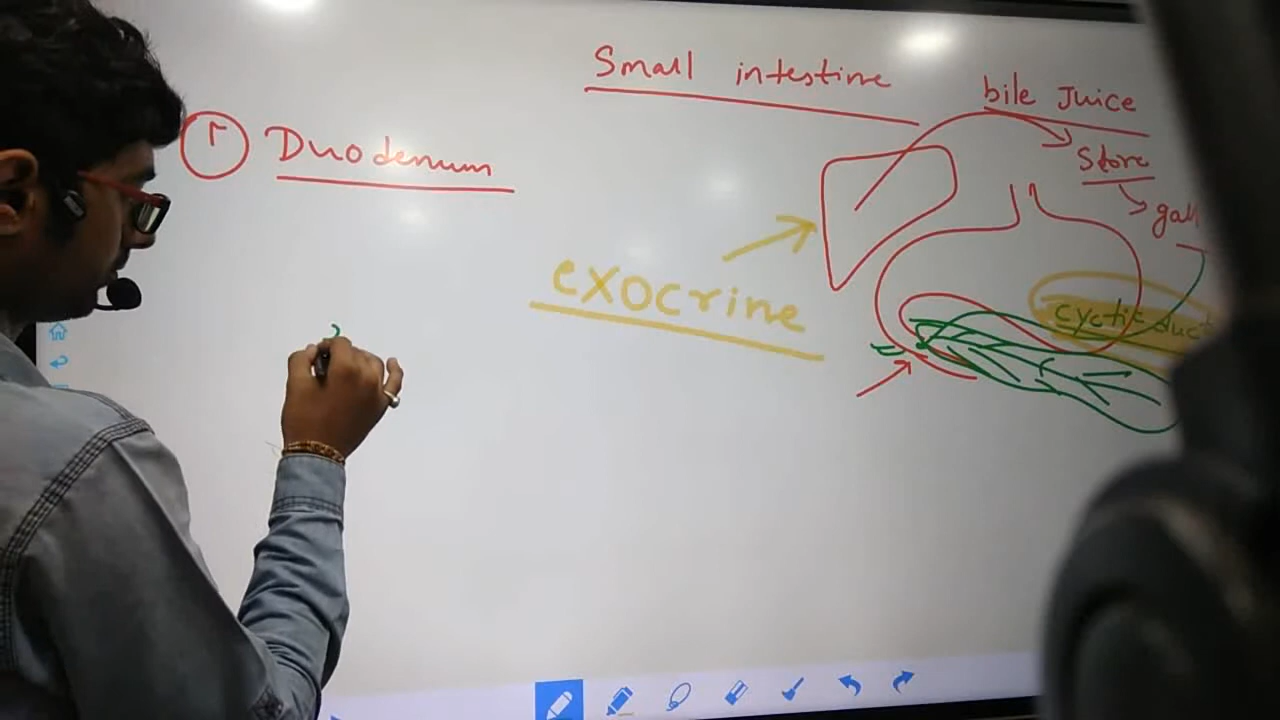 Small intestine
bile Juice
Store
gall
① Duodenum
exocrine
cyctic duct